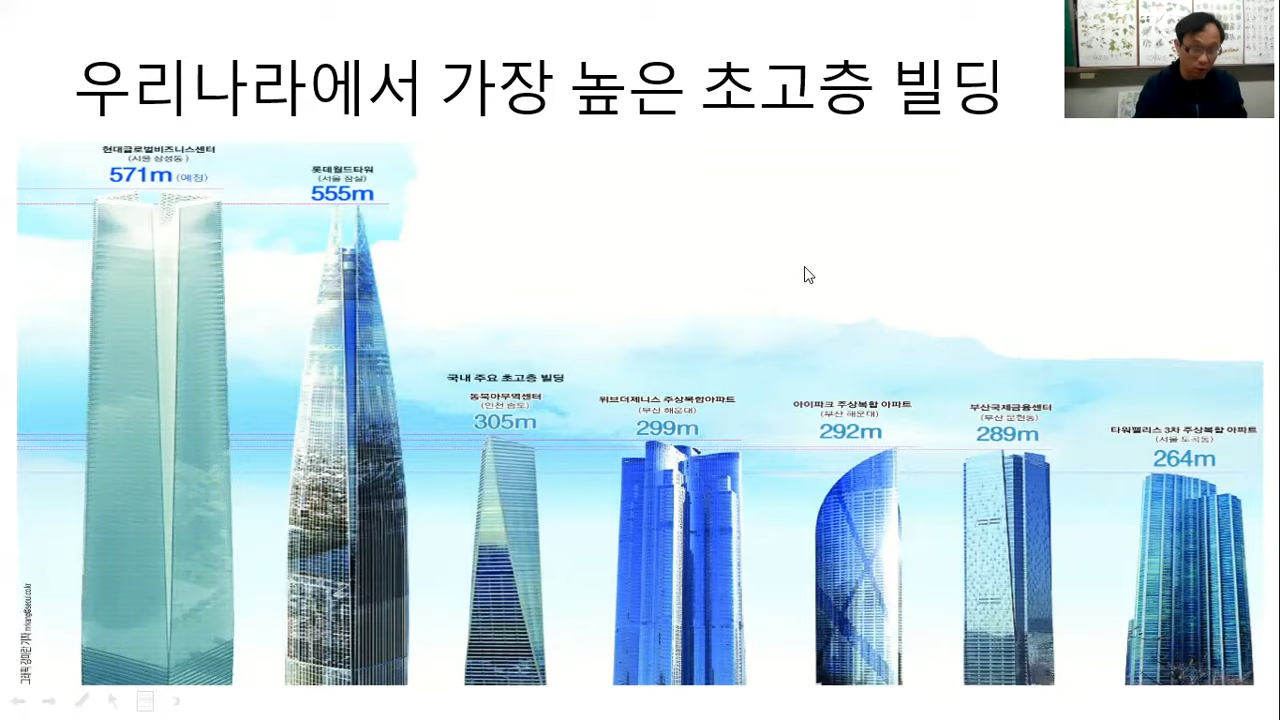 우리나라에서 가장 높은 초고층 빌딩
현대글로벌비즈니스센터
(서울 삼성동)
571m (예정)
롯데월드타워
(서울 잠실)
555m
국내 주요 초고층 빌딩
동북아무역센터
(인천 송도)
305m
위브더제니스 주상복합아파트
(부산 해운대)
299m
아이파크 주상복합 아파트
(부산 해운대)
292m
부산국제금융센터
(부산 문현동)
289m
타워팰리스 3차 주상복합 아파트
(서울 도곡동)
264m